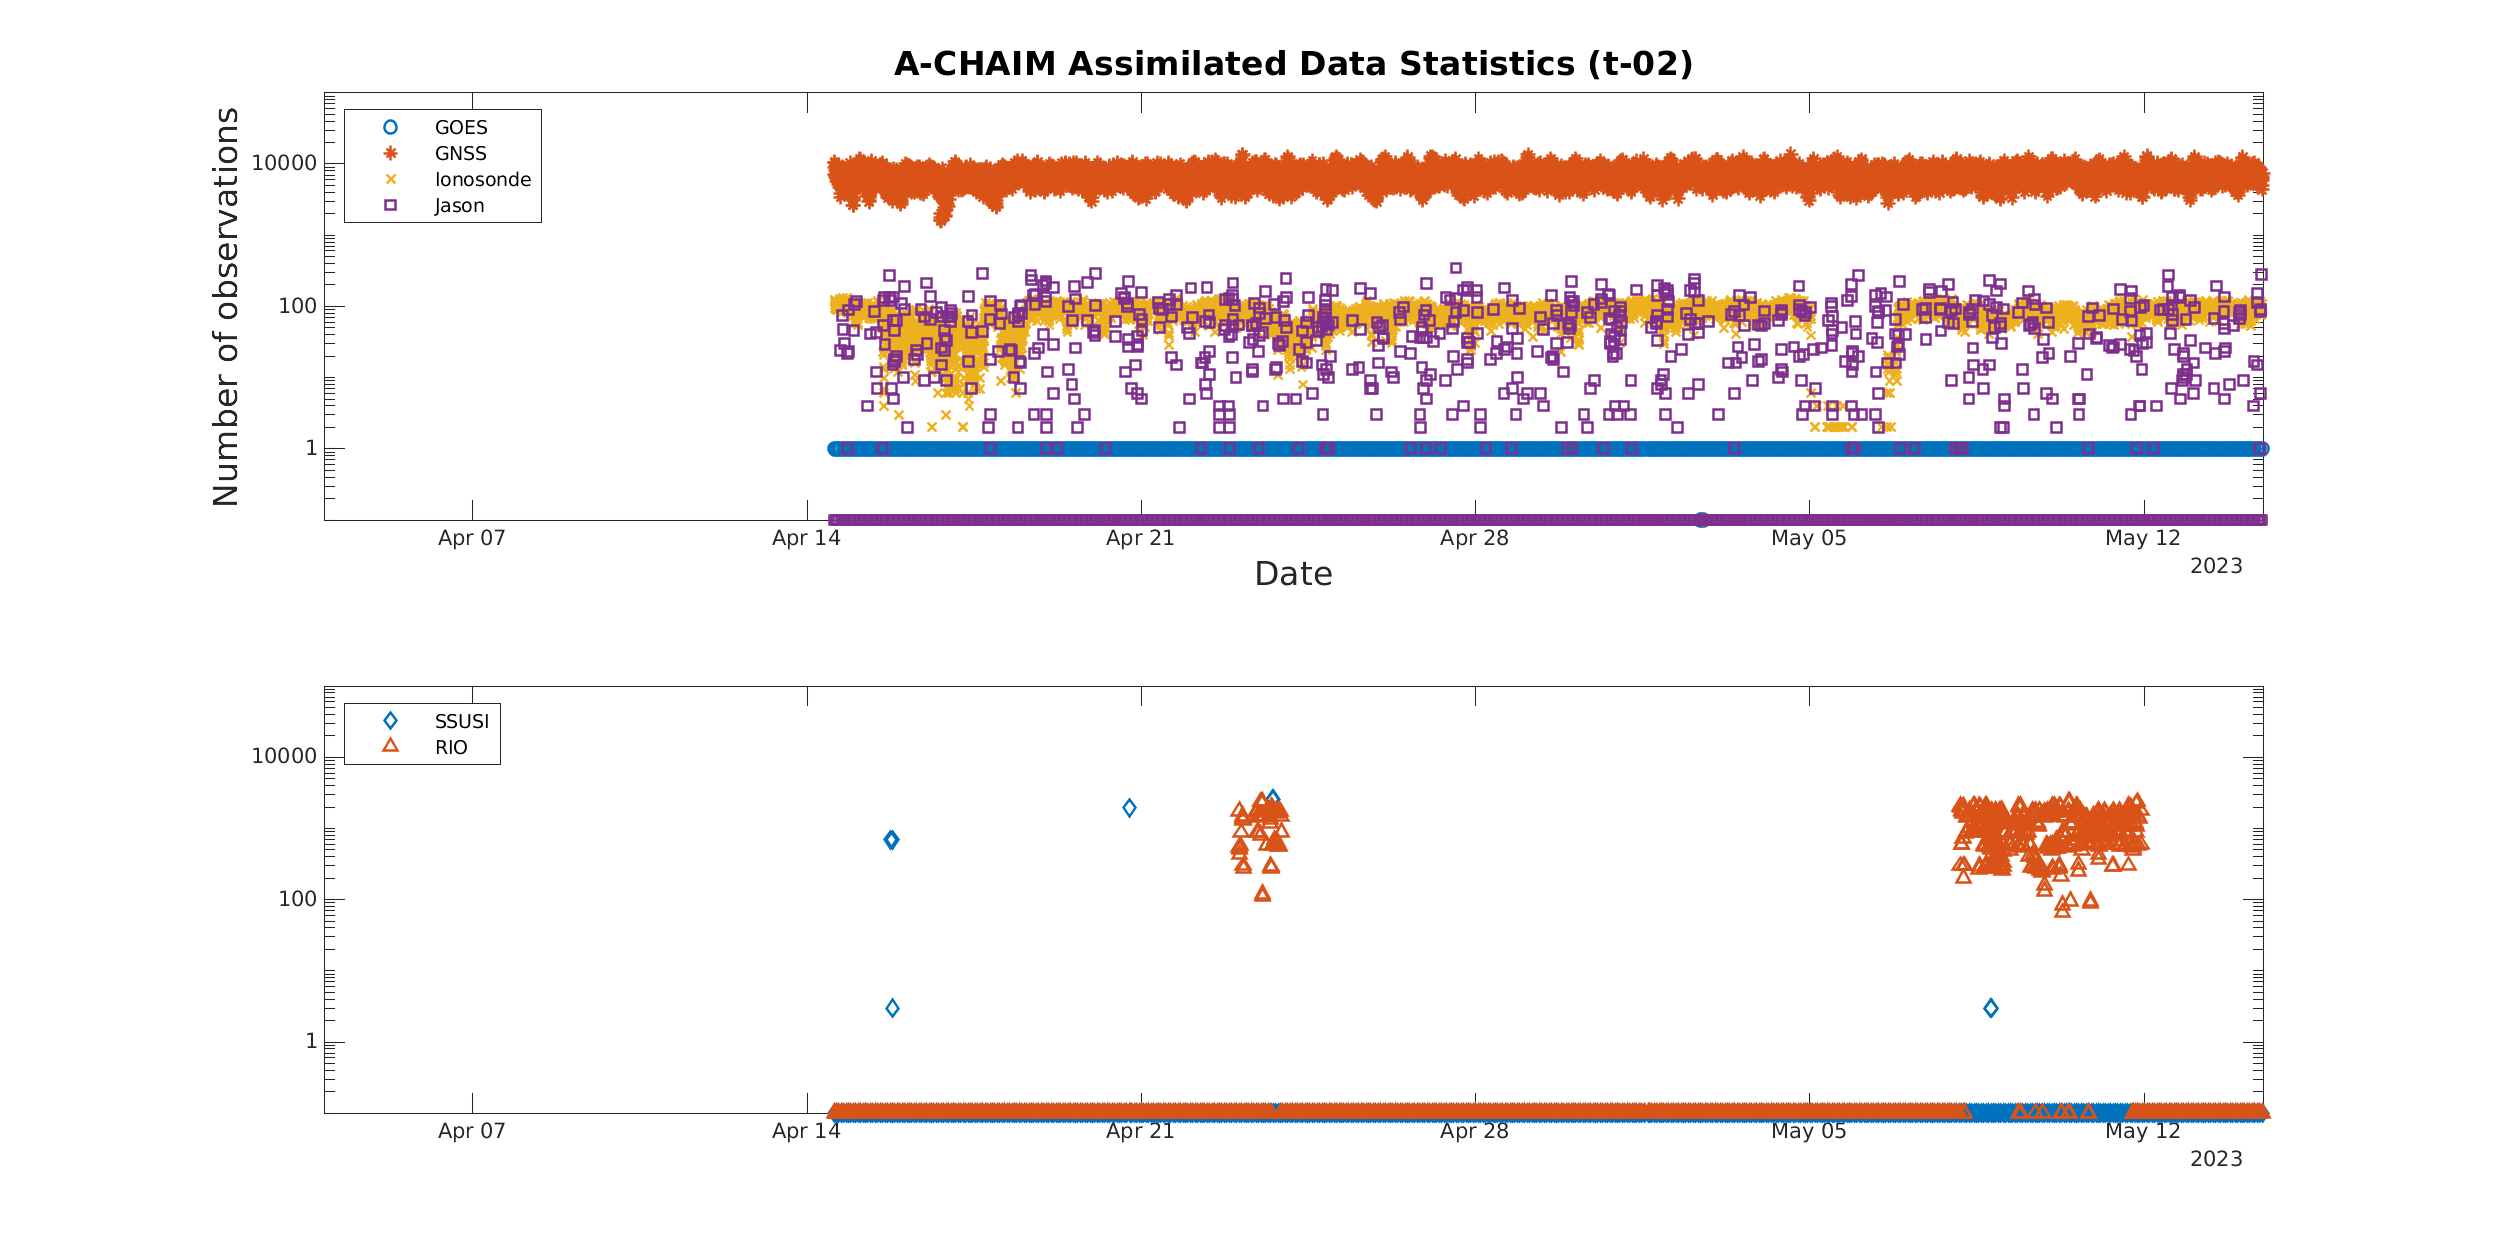 A-CHAIM Assimilated Data Statistics (t-02)
Number of observations
10000
100
1
GOES
GNSS
Ionosonde
Jason
Apr 07
Apr 14
Apr 21
Apr 28
May 05
May 12
2023
Date
10000
100
1
SSUSI
RIO
Apr 07
Apr 14
Apr 21
Apr 28
May 05
May 12
2023